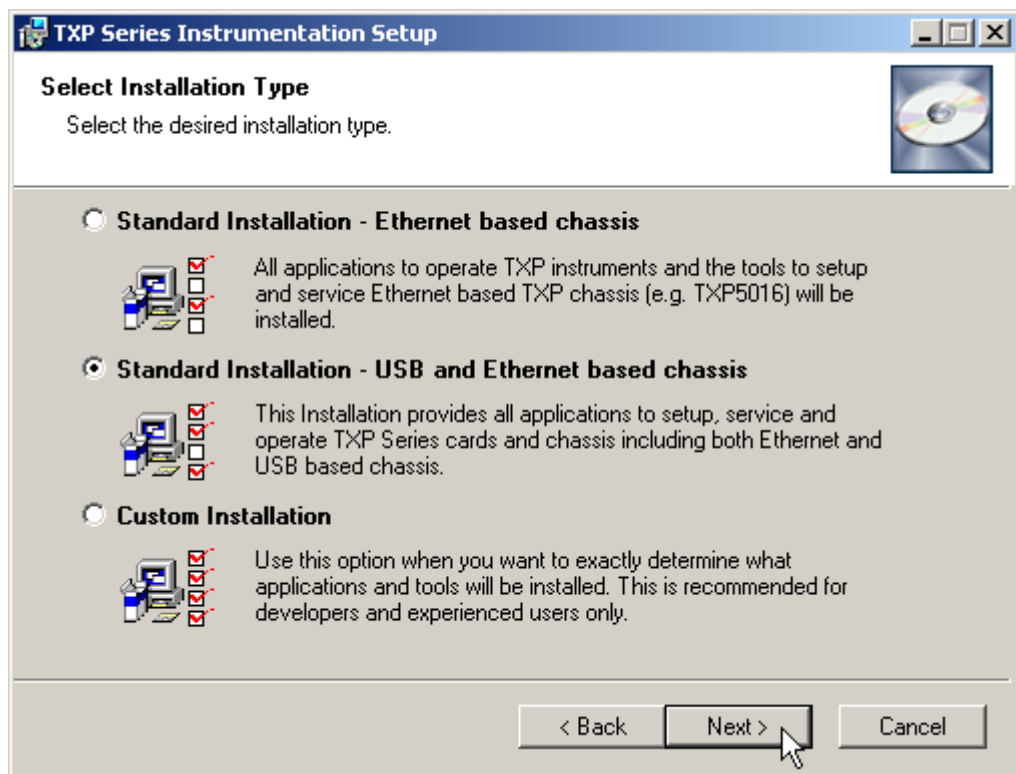 TXP Series Instrumentation Setup
Select Installation Type
Select the desired installation type.
Standard Installation - Ethernet based chassis
All applications to operate TXP instruments and the tools to setup
and service Ethernet based TXP chassis (e.g. TXP5016) will be
installed.
Standard Installation - USB and Ethernet based chassis
This Installation provides all applications to setup, service and
operate TXP Series cards and chassis including both Ethernet and
USB based chassis.
Custom Installation
Use this option when you want to exactly determine what
applications and tools will be installed. This is recommended for
developers and experienced users only.
< Back Next > Cancel